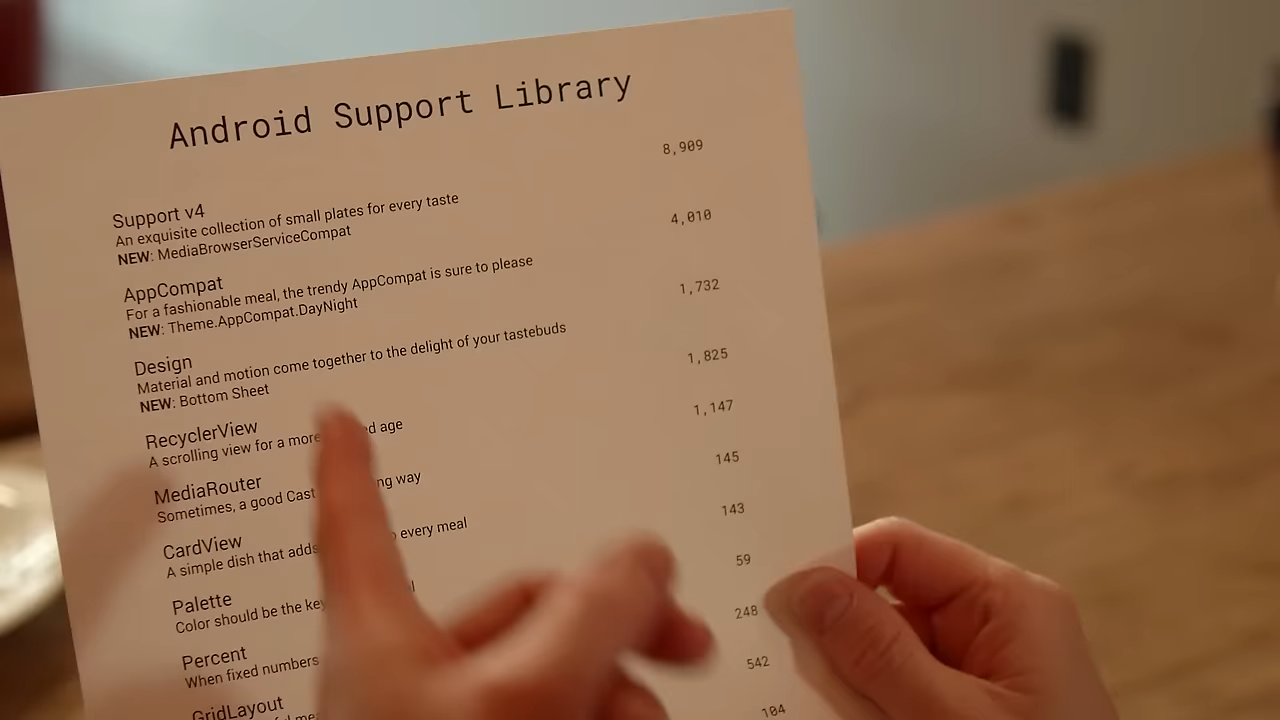 Android Support Library
Support v4 8,909
An exquisite collection of small plates for every taste
NEW: MediaBrowserServiceCompat
AppCompat 4,010
For a fashionable meal, the trendy AppCompat is sure to please
NEW: Theme.AppCompat.DayNight
Design 1,732
Material and motion come together to the delight of your tastebuds
NEW: Bottom Sheet
RecyclerView 1,825
A scrolling view for a more age
MediaRouter 1,147
Sometimes, a good Cast way
CardView 145
A simple dish that adds every meal
Palette 143
Color should be the key
Percent 59
When fixed numbers
GridLayout 248
542
104